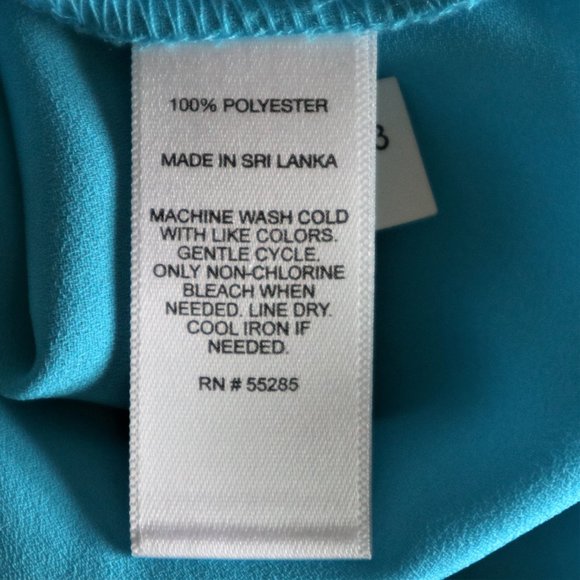 100% POLYESTER
MADE IN SRI LANKA
MACHINE WASH COLD
WITH LIKE COLORS.
GENTLE CYCLE.
ONLY NON-CHLORINE
BLEACH WHEN
NEEDED. LINE DRY.
COOL IRON IF
NEEDED.
RN # 55285